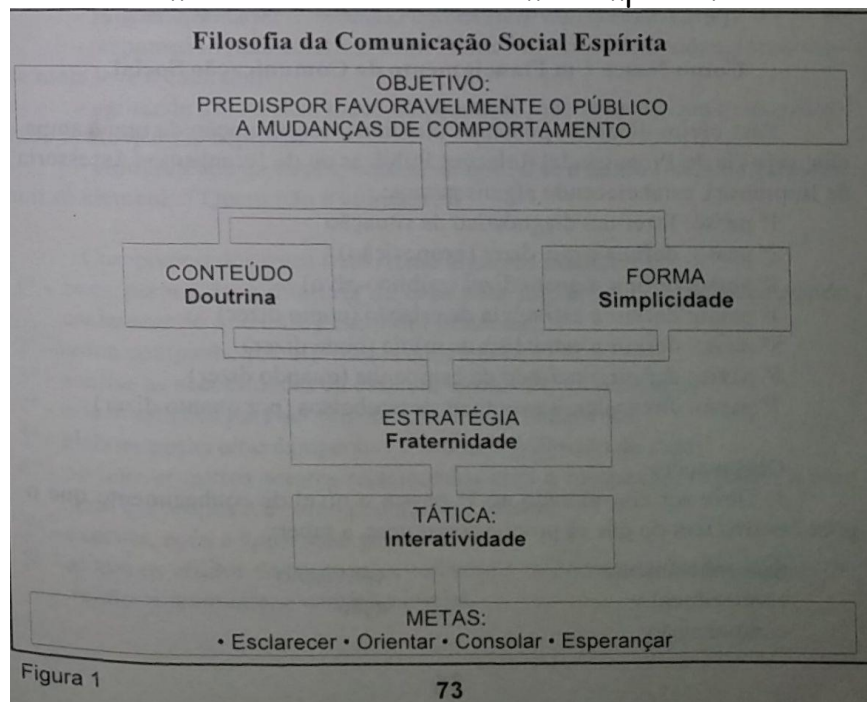 Filosofia da Comunicação Social Espírita
OBJETIVO:
PREDISPOR FAVORAVELMENTE O PÚBLICO
A MUDANÇAS DE COMPORTAMENTO
CONTEÚDO
Doutrina
FORMA
Simplicidade
ESTRATÉGIA
Fraternidade
TÁTICA:
Interatividade
METAS:
• Esclarecer • Orientar • Consolar • Esperançar
Figura 1
73